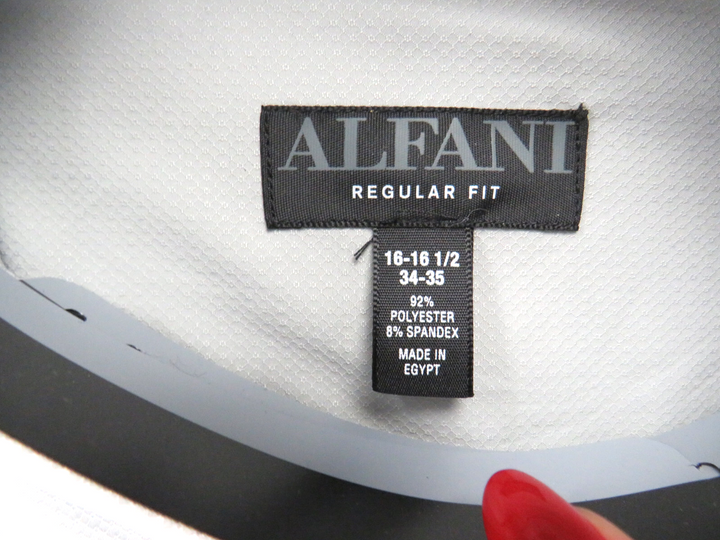 ALFANI
REGULAR FIT
16-16 1/2
34-35
92%
POLYESTER
8% SPANDEX
MADE IN
EGYPT